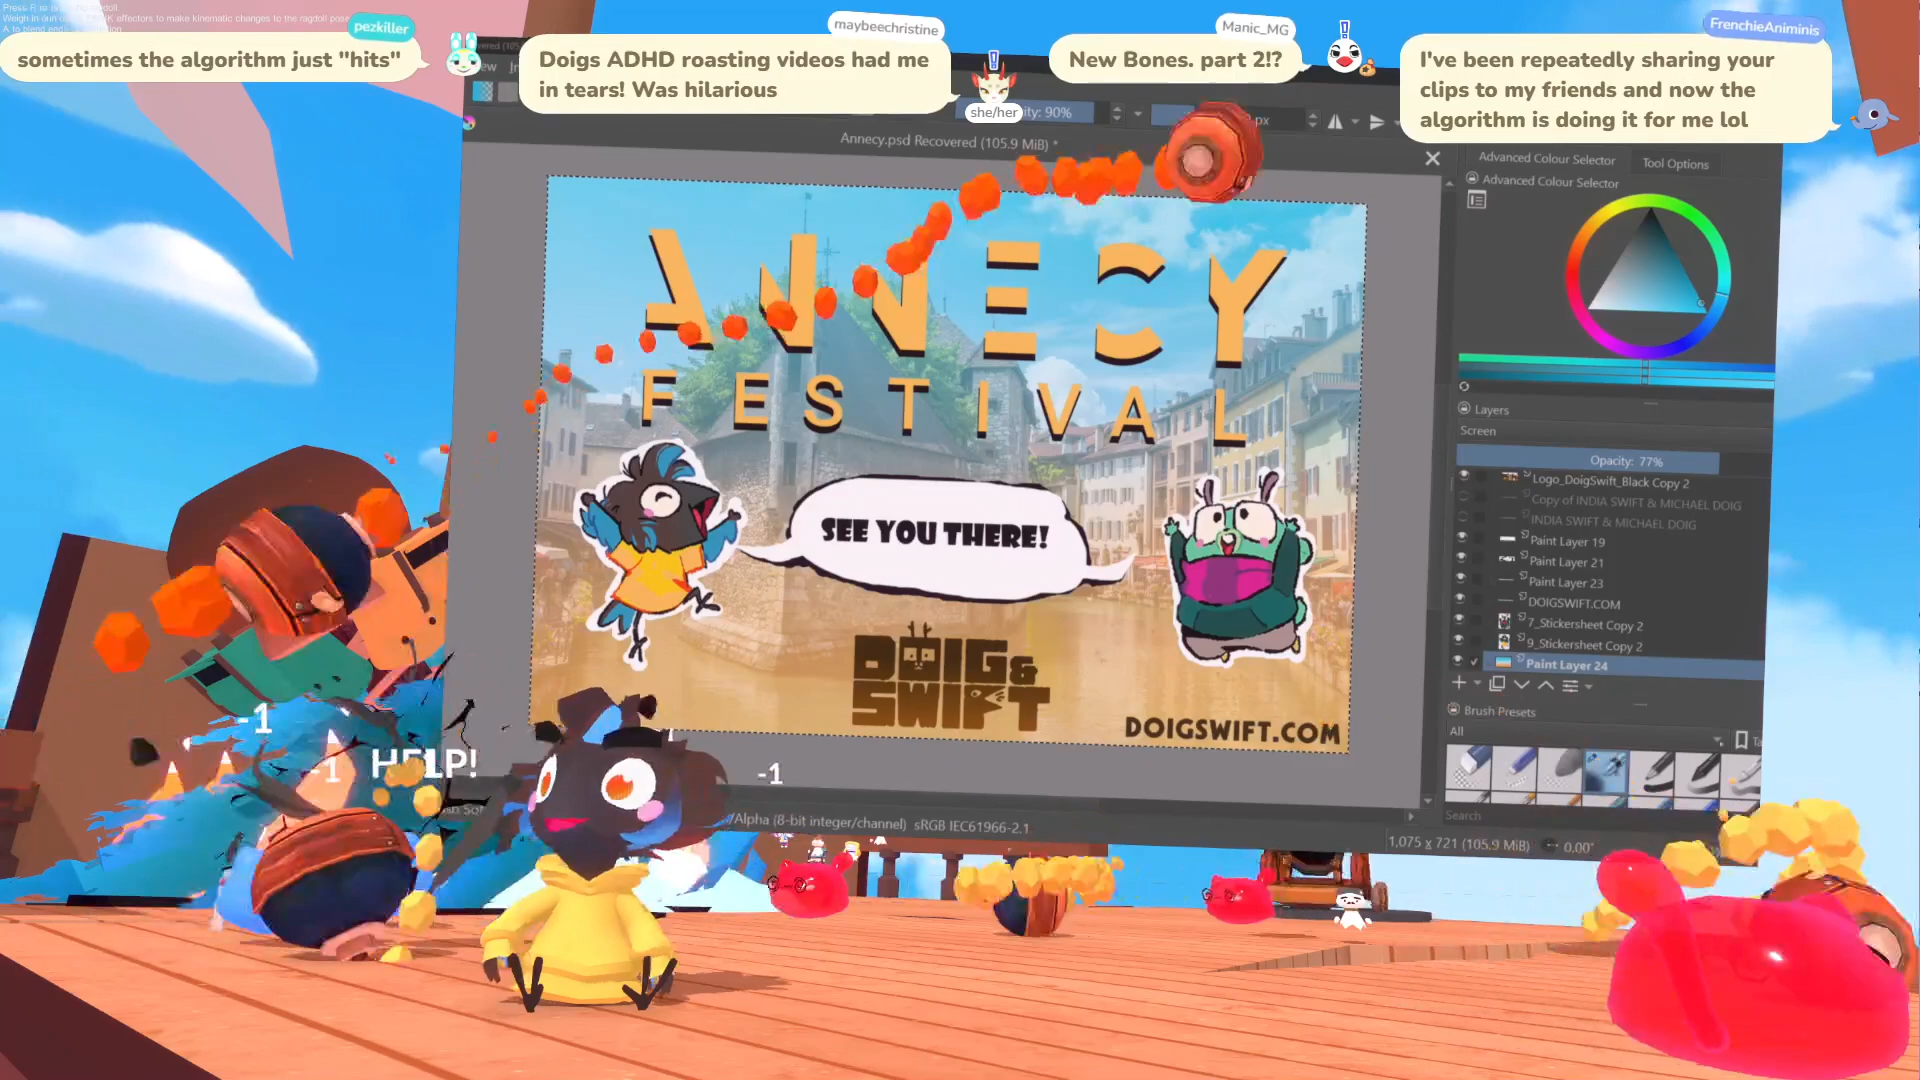 pezkiller
sometimes the algorithm just "hits"
maybeechristine
Doigs ADHD roasting videos had me
in tears! Was hilarious
she/her
Manic_MG
New Bones. part 2!?
FrenchieAniminis
I've been repeatedly sharing your
clips to my friends and now the
algorithm is doing it for me lol
90%
px
Annecy.psd Recovered (105.9 MiB) *
ANNECY
FESTIVAL
SEE YOU THERE!
DOIG&
SWIFT
DOIGSWIFT.COM
Advanced Colour Selector
Tool Options
Advanced Colour Selector
Layers
Screen
Opacity: 77%
Logo_DoigSwift_Black Copy 2
Copy of INDIA SWIFT & MICHAEL DOIG
INDIA SWIFT & MICHAEL DOIG
Paint Layer 19
Paint Layer 21
Paint Layer 23
DOIGSWIFT.COM
7_Stickersheet Copy 2
9_Stickersheet Copy 2
Paint Layer 24
Brush Presets
All
Search
/Alpha (8-bit integer/channel) sRGB IEC61966-2.1
1,075 x 721 (105.9 MiB)
0.00°
-1
-1
HELP!
-1